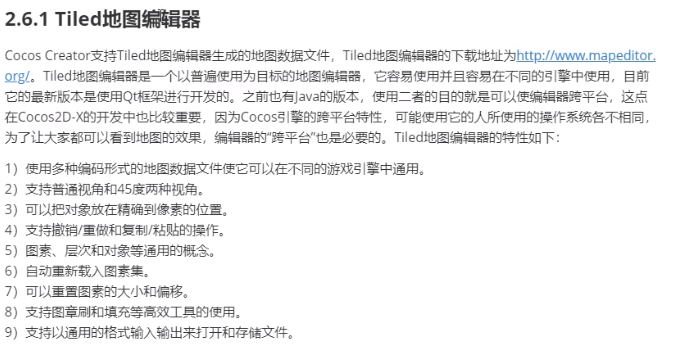 2.6.1 Tiled地图编辑器
Cocos Creator支持Tiled地图编辑器生成的地图数据文件，Tiled地图编辑器的下载地址为http://www.mapeditor.
org/。Tiled地图编辑器是一个以普遍使用为目标的地图编辑器，它容易使用并且容易在不同的引擎中使用，目前
它的最新版本是使用Qt框架进行开发的。之前也有Java的版本，使用二者的目的就是可以使编辑器跨平台，这点
在Cocos2D-X的开发中也比较重要，因为Cocos引擎的跨平台特性，可能使用它的人所使用的操作系统各不相同，
为了让大家都可以看到地图的效果，编辑器的“跨平台”也是必要的。Tiled地图编辑器的特性如下：
1）使用多种编码形式的地图数据文件使它可以在不同的游戏引擎中通用。
2）支持普通视角和45度两种视角。
3）可以把对象放在精确到像素的位置。
4）支持撤销/重做和复制/粘贴的操作。
5）图素、层次和对象等通用的概念。
6）自动重新载入图素集。
7）可以重置图素的大小和偏移。
8）支持图章刷和填充等高效工具的使用。
9）支持以通用的格式输入输出来打开和存储文件。